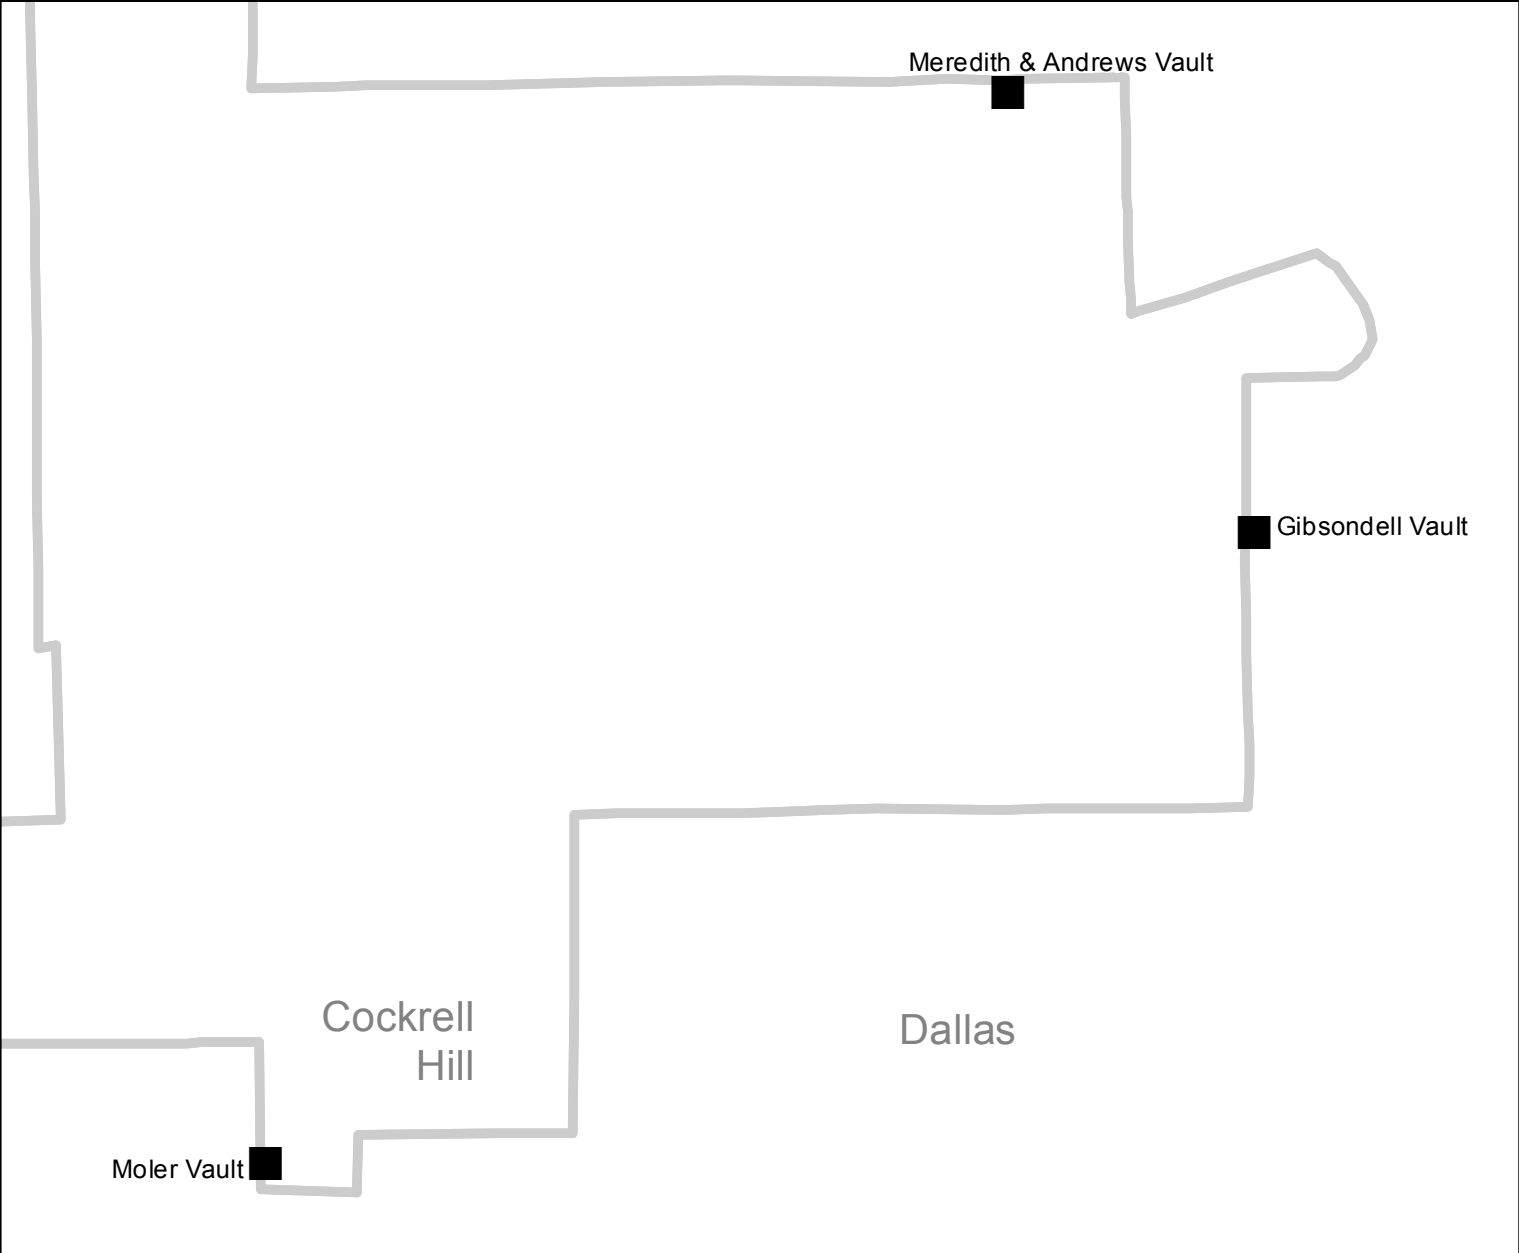 Meredith & Andrews Vault
Gibsondell Vault
Cockrell
Hill
Dallas
Moler Vault